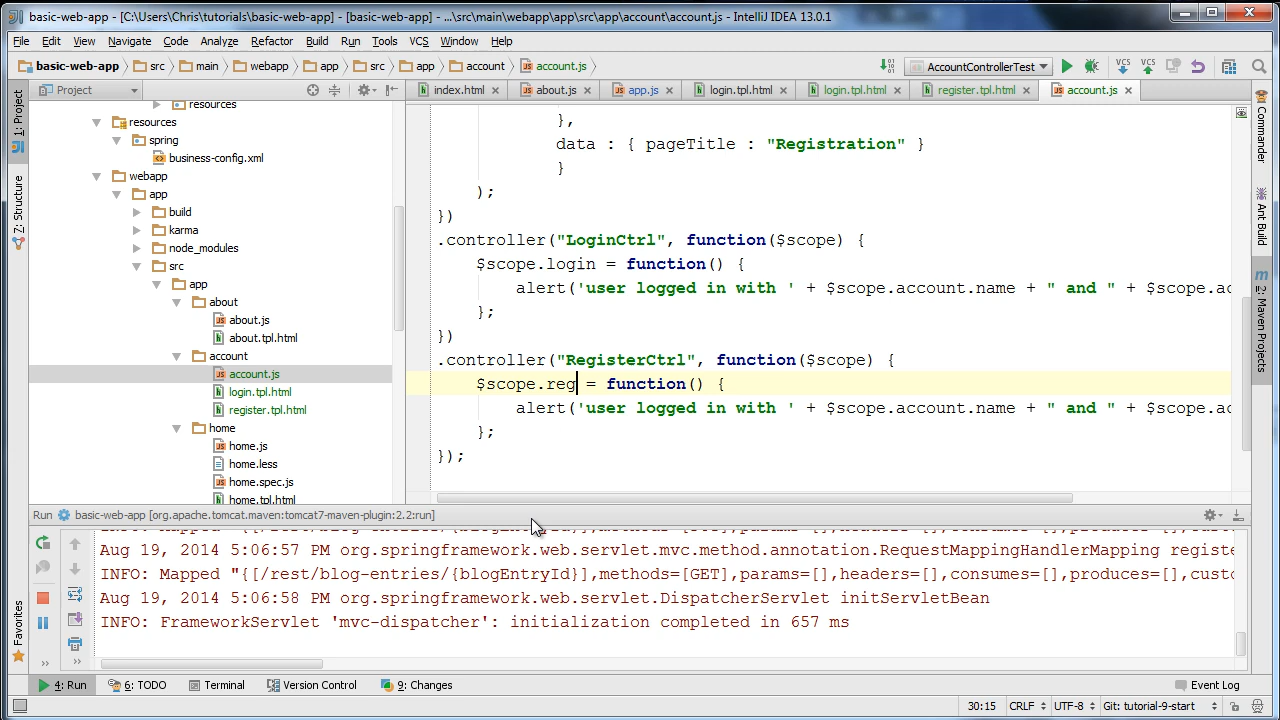 basic-web-app - [C:\Users\Chris\tutorials\basic-web-app] - [basic-web-app] - ...\src\main\webapp\app\src\app\account\account.js - IntelliJ IDEA 13.0.1
File Edit View Navigate Code Analyze Refactor Build Run Tools VCS Window Help
basic-web-app src main webapp app src app account account.js AccountControllerTest VCS VCS
1: Project
Z: Structure
Favorites
Project
resources
resources
spring
business-config.xml
webapp
app
build
karma
node_modules
src
app
about
about.js
about.tpl.html
account
account.js
login.tpl.html
register.tpl.html
home
home.js
home.less
home.spec.js
home.tpl.html
index.html about.js app.js login.tpl.html login.tpl.html register.tpl.html account.js
},
data : { pageTitle : "Registration" }
}
);
})
.controller("LoginCtrl", function($scope) {
$scope.login = function() {
alert('user logged in with ' + $scope.account.name + " and " + $scope.ac
};
})
.controller("RegisterCtrl", function($scope) {
$scope.reg = function() {
alert('user logged in with ' + $scope.account.name + " and " + $scope.ac
};
});
Commander
Ant Build
2: Maven Projects
Run basic-web-app [org.apache.tomcat.maven:tomcat7-maven-plugin:2.2:run]
Aug 19, 2014 5:06:57 PM org.springframework.web.servlet.mvc.method.annotation.RequestMappingHandlerMapping registe
INFO: Mapped "{[/rest/blog-entries/{blogEntryId}],methods=[GET],params=[],headers=[],consumes=[],produces=[],custo
Aug 19, 2014 5:06:58 PM org.springframework.web.servlet.DispatcherServlet initServletBean
INFO: FrameworkServlet 'mvc-dispatcher': initialization completed in 657 ms
4: Run 6: TODO Terminal Version Control 9: Changes Event Log
30:15 CRLF UTF-8 Git: tutorial-9-start